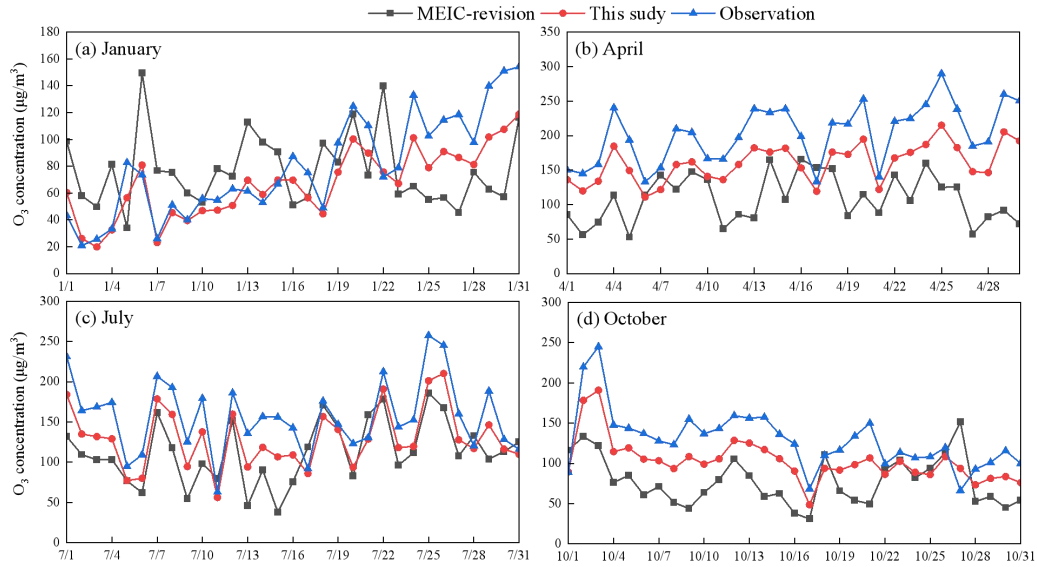 MEIC-revision This sudy Observation
(a) January
O₃ concentration (μg/m³)
180
160
140
120
100
80
60
40
20
0
1/1 1/4 1/7 1/10 1/13 1/16 1/19 1/22 1/25 1/28 1/31
(b) April
350
300
250
200
150
100
50
0
4/1 4/4 4/7 4/10 4/13 4/16 4/19 4/22 4/25 4/28
(c) July
O₃ concentration (μg/m³)
300
250
200
150
100
50
0
7/1 7/4 7/7 7/10 7/13 7/16 7/19 7/22 7/25 7/28 7/31
(d) October
300
250
200
150
100
50
0
10/1 10/4 10/7 10/10 10/13 10/16 10/19 10/22 10/25 10/28 10/31